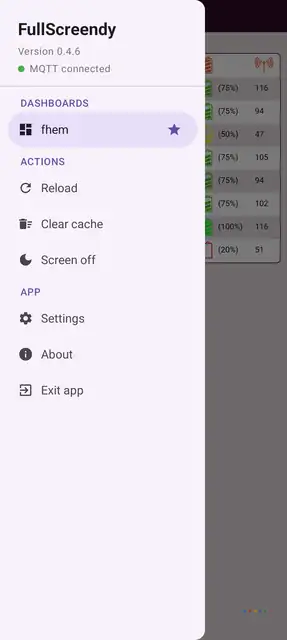 FullScreendy
Version 0.4.6
MQTT connected
DASHBOARDS
fhem
ACTIONS
Reload
Clear cache
Screen off
APP
Settings
About
Exit app
(75%) 116
(75%) 94
(50%) 47
(75%) 105
(75%) 94
(75%) 102
(100%) 116
(20%) 51